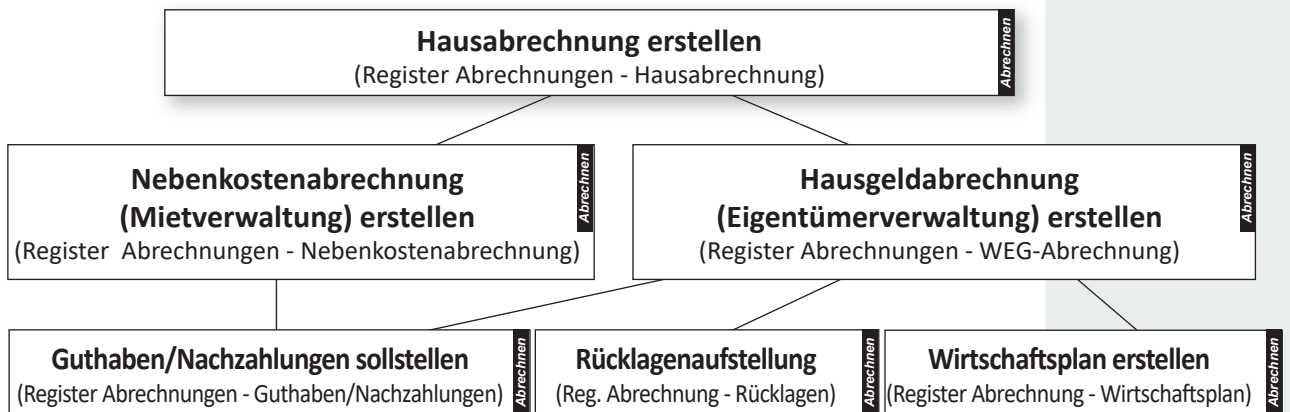 Hausabrechnung erstellen
(Register Abrechnungen - Hausabrechnung)
Abrechnen
Nebenkostenabrechnung
(Mietverwaltung) erstellen
(Register Abrechnungen - Nebenkostenabrechnung)
Abrechnen
Hausgeldabrechnung
(Eigentümerverwaltung) erstellen
(Register Abrechnungen - WEG-Abrechnung)
Abrechnen
Guthaben/Nachzahlungen sollstellen
(Register Abrechnungen - Guthaben/Nachzahlungen)
Abrechnen
Rücklagenaufstellung
(Reg. Abrechnung - Rücklagen)
Abrechnen
Wirtschaftsplan erstellen
(Register Abrechnung - Wirtschaftsplan)
Abrechnen